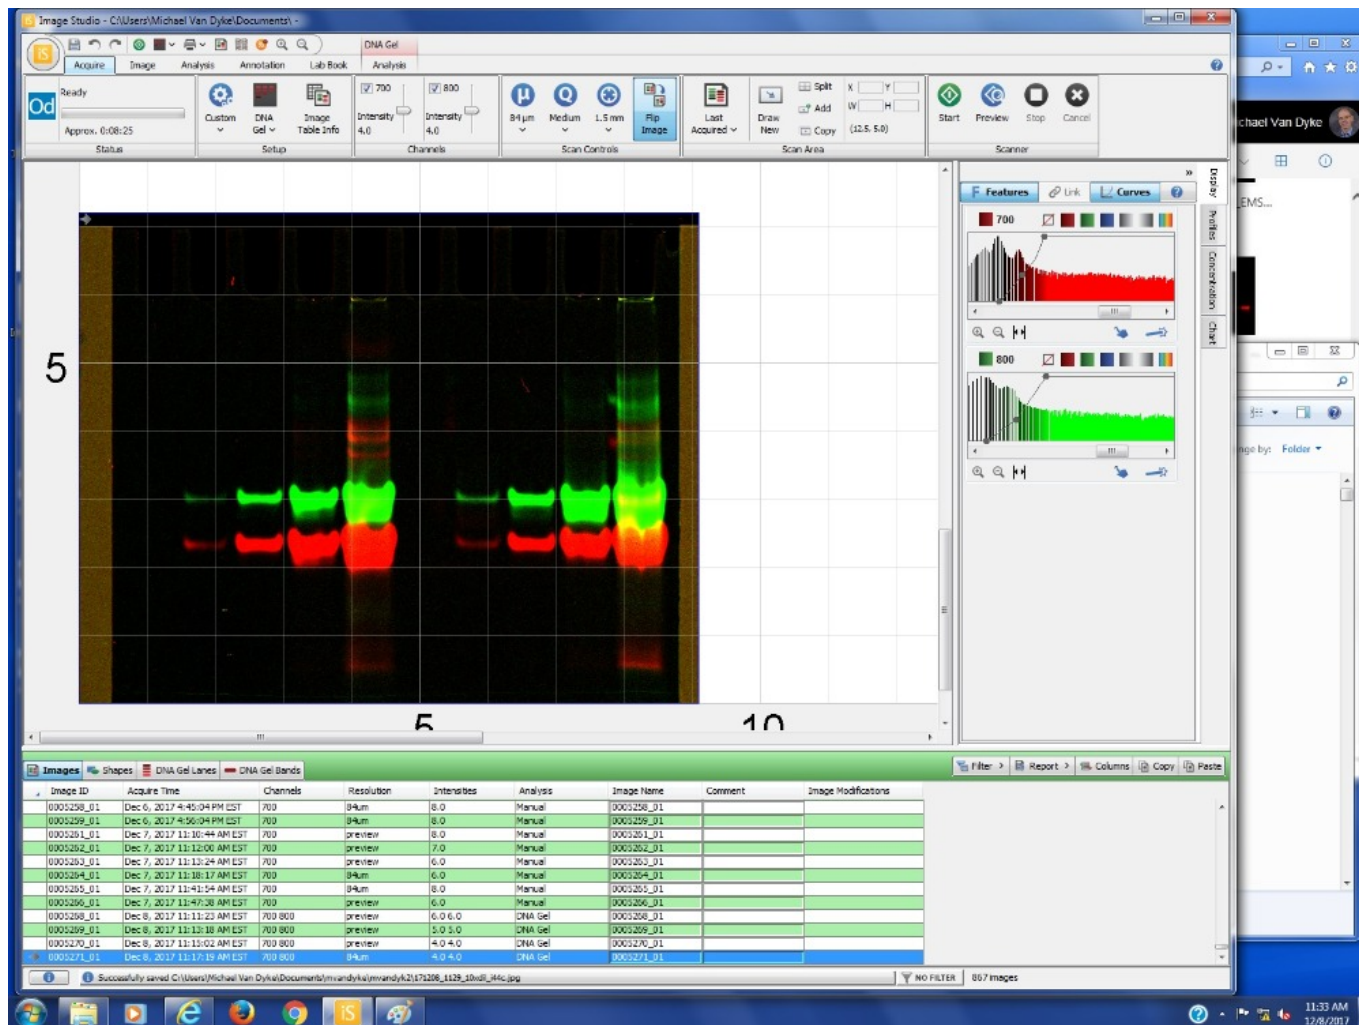 Image Studio - C:\Users\Michael Van Dyke\Documents\ -
DNA Gel
Acquire Image Analysis Annotation Lab Book Analysis
Od
Ready
Approx. 0:08:25
Status
Custom
DNA Gel
Image Table Info
Setup
700
Intensity
4.0
800
Intensity
4.0
Channels
84 µm
Medium
1.5 mm
Flip Image
Scan Controls
Last Acquired
Draw New
Split
Add
Copy
X Y
W H
(12.5, 5.0)
Scan Area
Start Preview Stop Cancel
Scanner
chael Van Dyke
_EMS...
Features Link Curves
Display
Profiles
Concentration
Chart
700
800
5
5
10
nge by: Folder
Images Shapes DNA Gel Lanes DNA Gel Bands Filter Report Columns Copy Paste
Image ID Acquire Time Channels Resolution Intensities Analysis Image Name Comment Image Modifications
0005258_01 Dec 6, 2017 4:45:04 PM EST 700 84um 8.0 Manual 0005258_01
0005259_01 Dec 6, 2017 4:56:04 PM EST 700 84um 8.0 Manual 0005259_01
0005261_01 Dec 7, 2017 11:10:44 AM EST 700 preview 8.0 Manual 0005261_01
0005262_01 Dec 7, 2017 11:12:00 AM EST 700 preview 7.0 Manual 0005262_01
0005263_01 Dec 7, 2017 11:13:24 AM EST 700 preview 6.0 Manual 0005263_01
0005264_01 Dec 7, 2017 11:18:17 AM EST 700 84um 6.0 Manual 0005264_01
0005265_01 Dec 7, 2017 11:41:54 AM EST 700 84um 8.0 Manual 0005265_01
0005266_01 Dec 7, 2017 11:47:38 AM EST 700 preview 6.0 Manual 0005266_01
0005268_01 Dec 8, 2017 11:11:23 AM EST 700 800 preview 6.0 6.0 DNA Gel 0005268_01
0005269_01 Dec 8, 2017 11:13:18 AM EST 700 800 preview 5.0 5.0 DNA Gel 0005269_01
0005270_01 Dec 8, 2017 11:15:02 AM EST 700 800 preview 4.0 4.0 DNA Gel 0005270_01
0005271_01 Dec 8, 2017 11:17:19 AM EST 700 800 84um 4.0 4.0 DNA Gel 0005271_01
Successfully saved C:\Users\Michael Van Dyke\Documents\mvandyke\mvandyk2\171208_1129_10xdil_i44c.jpg
NO FILTER 867 images
11:33 AM
12/8/2017